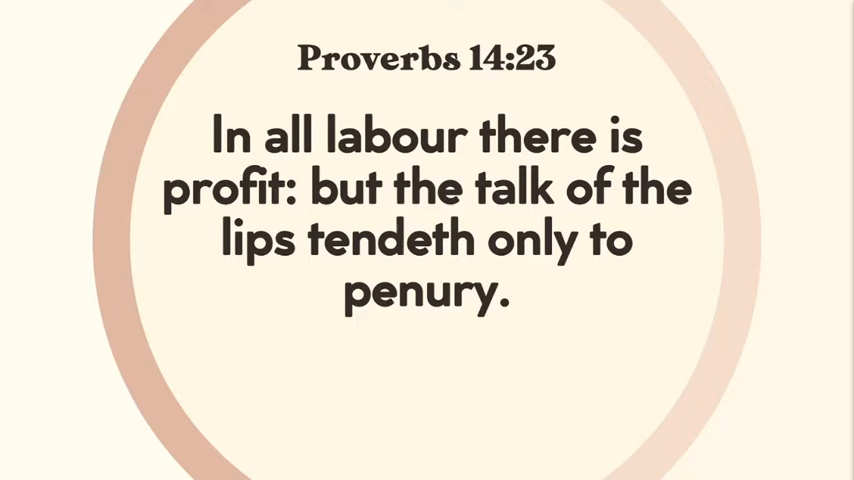 Proverbs 14:23
In all labour there is
profit: but the talk of the
lips tendeth only to
penury.